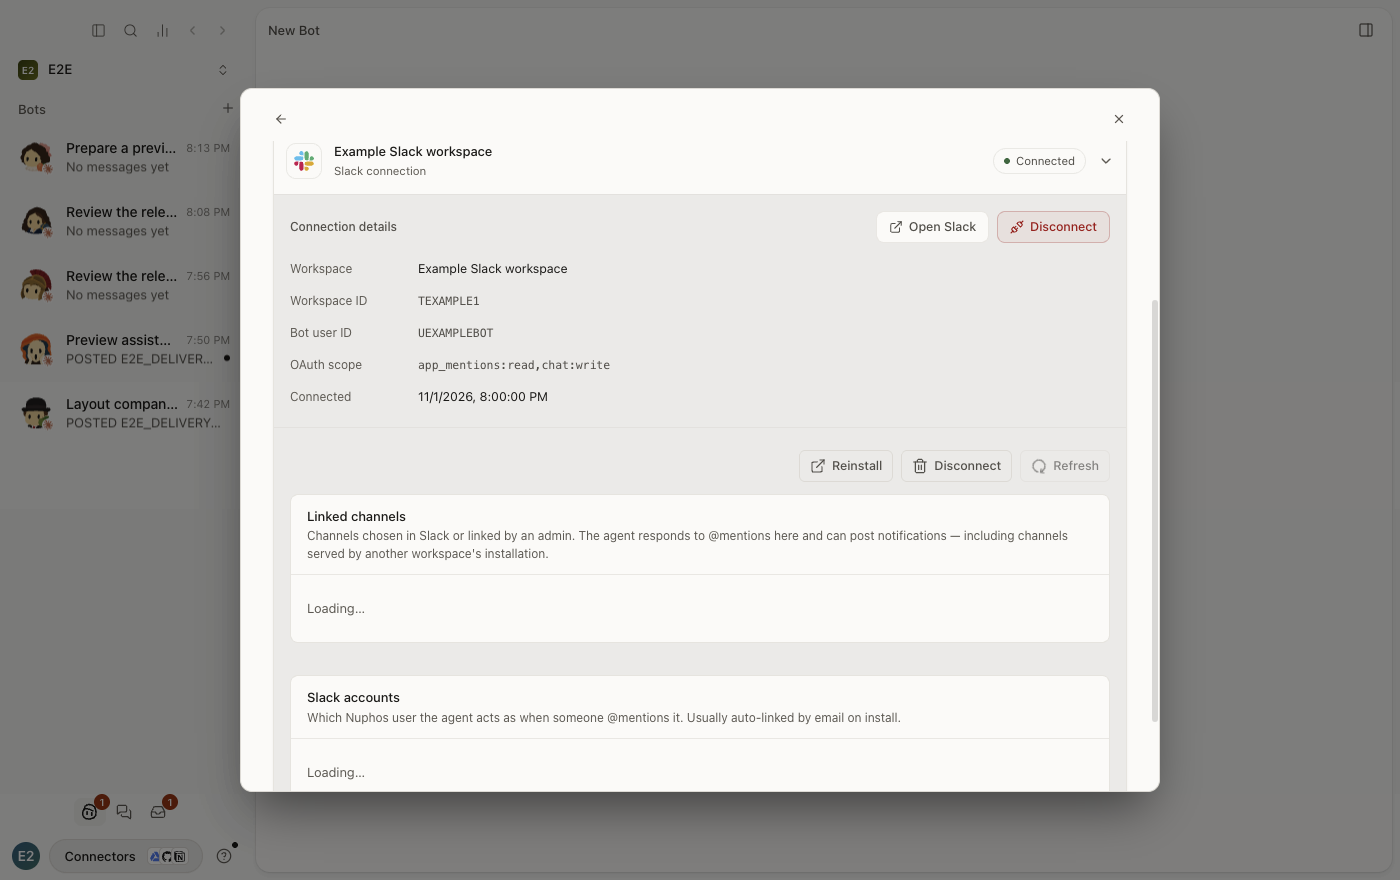 New Bot
E2 E2E
Bots
Prepare a previ... 8:13 PM
No messages yet
Review the rele... 8:08 PM
No messages yet
Review the rele... 7:56 PM
No messages yet
Preview assist... 7:50 PM
POSTED E2E_DELIVER...
Layout compan... 7:42 PM
POSTED E2E_DELIVERY...
1 1
E2 Connectors
Example Slack workspace
Slack connection
Connected
Connection details
Open Slack
Disconnect
Workspace Example Slack workspace
Workspace ID TEXAMPLE1
Bot user ID UEXAMPLEBOT
OAuth scope app_mentions:read,chat:write
Connected 11/1/2026, 8:00:00 PM
Reinstall
Disconnect
Refresh
Linked channels
Channels chosen in Slack or linked by an admin. The agent responds to @mentions here and can post notifications — including channels
served by another workspace's installation.
Loading...
Slack accounts
Which Nuphos user the agent acts as when someone @mentions it. Usually auto-linked by email on install.
Loading...